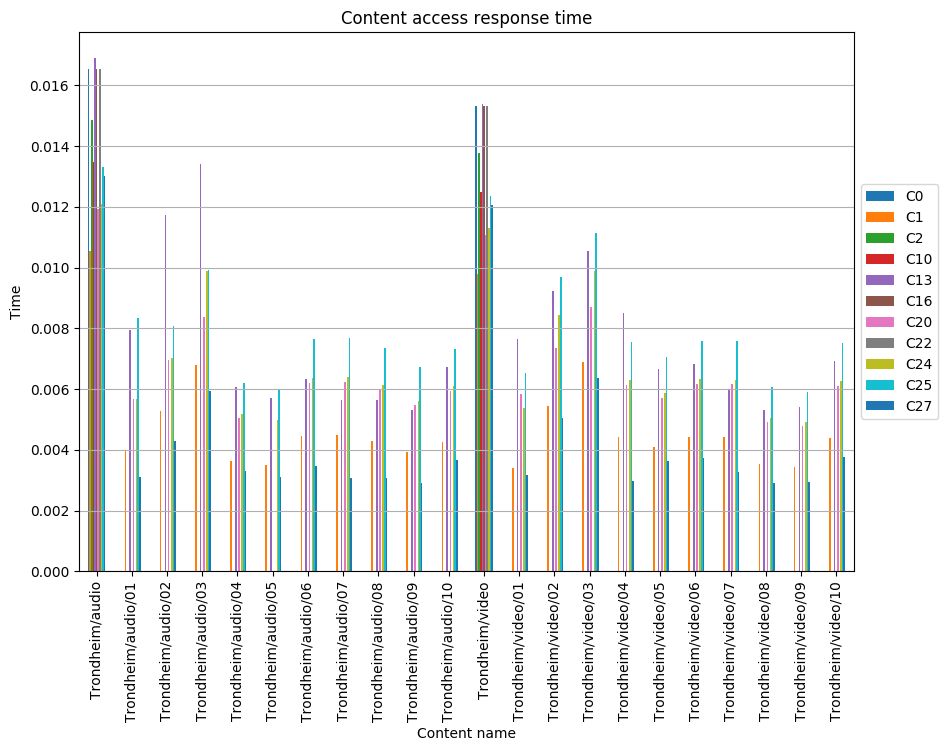 Content access response time
0.016
0.014
0.012
0.010
0.008
0.006
0.004
0.002
0.000
Time
C0
C1
C2
C10
C13
C16
C20
C22
C24
C25
C27
Trondheim/audio
Trondheim/audio/01
Trondheim/audio/02
Trondheim/audio/03
Trondheim/audio/04
Trondheim/audio/05
Trondheim/audio/06
Trondheim/audio/07
Trondheim/audio/08
Trondheim/audio/09
Trondheim/audio/10
Trondheim/video
Trondheim/video/01
Trondheim/video/02
Trondheim/video/03
Trondheim/video/04
Trondheim/video/05
Trondheim/video/06
Trondheim/video/07
Trondheim/video/08
Trondheim/video/09
Trondheim/video/10
Content name